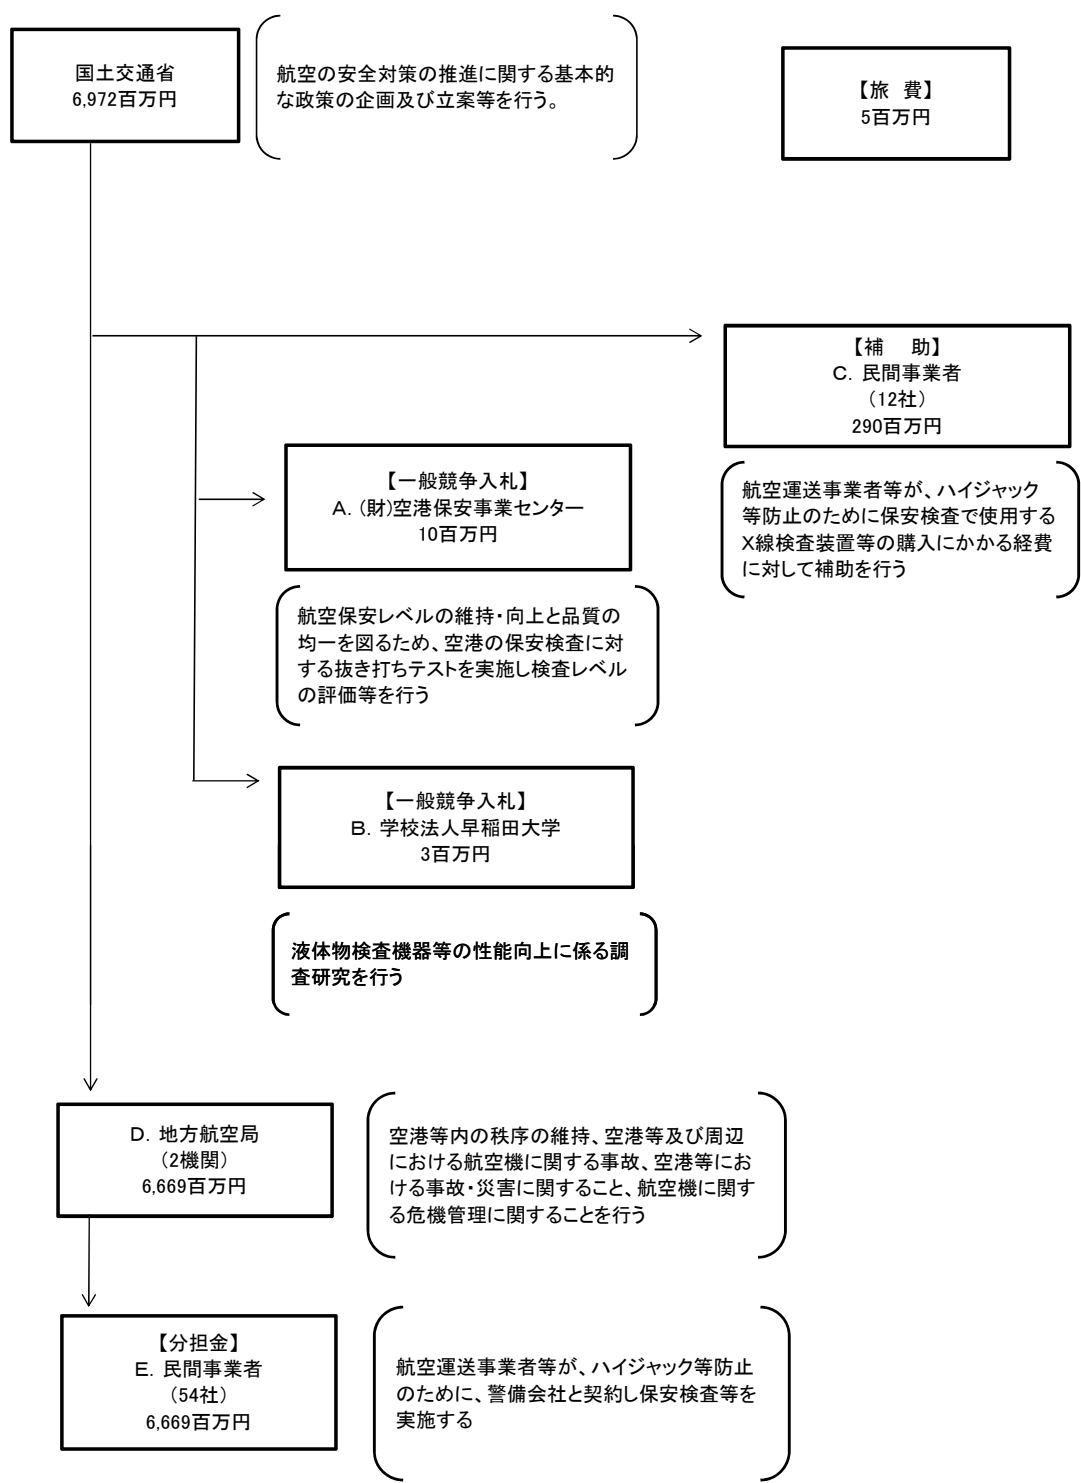 国土交通省
6,972百万円
航空の安全対策の推進に関する基本的
な政策の企画及び立案等を行う。
【旅　費】
5百万円
【補　　助】
C．民間事業者
（12社）
290百万円
航空運送事業者等が、ハイジャック
等防止のために保安検査で使用する
X線検査装置等の購入にかかる経費
に対して補助を行う
【一般競争入札】
A．(財)空港保安事業センター
10百万円
航空保安レベルの維持・向上と品質の
均一を図るため、空港の保安検査に対
する抜き打ちテストを実施し検査レベル
の評価等を行う
【一般競争入札】
B．学校法人早稲田大学
3百万円
液体物検査機器等の性能向上に係る調
査研究を行う
D．地方航空局
（2機関）
6,669百万円
空港等内の秩序の維持、空港等及び周辺
における航空機に関する事故、空港等にお
ける事故・災害に関すること、航空機に関す
る危機管理に関することを行う
【分担金】
E．民間事業者
（54社）
6,669百万円
航空運送事業者等が、ハイジャック等防止
のために、警備会社と契約し保安検査等を
実施する